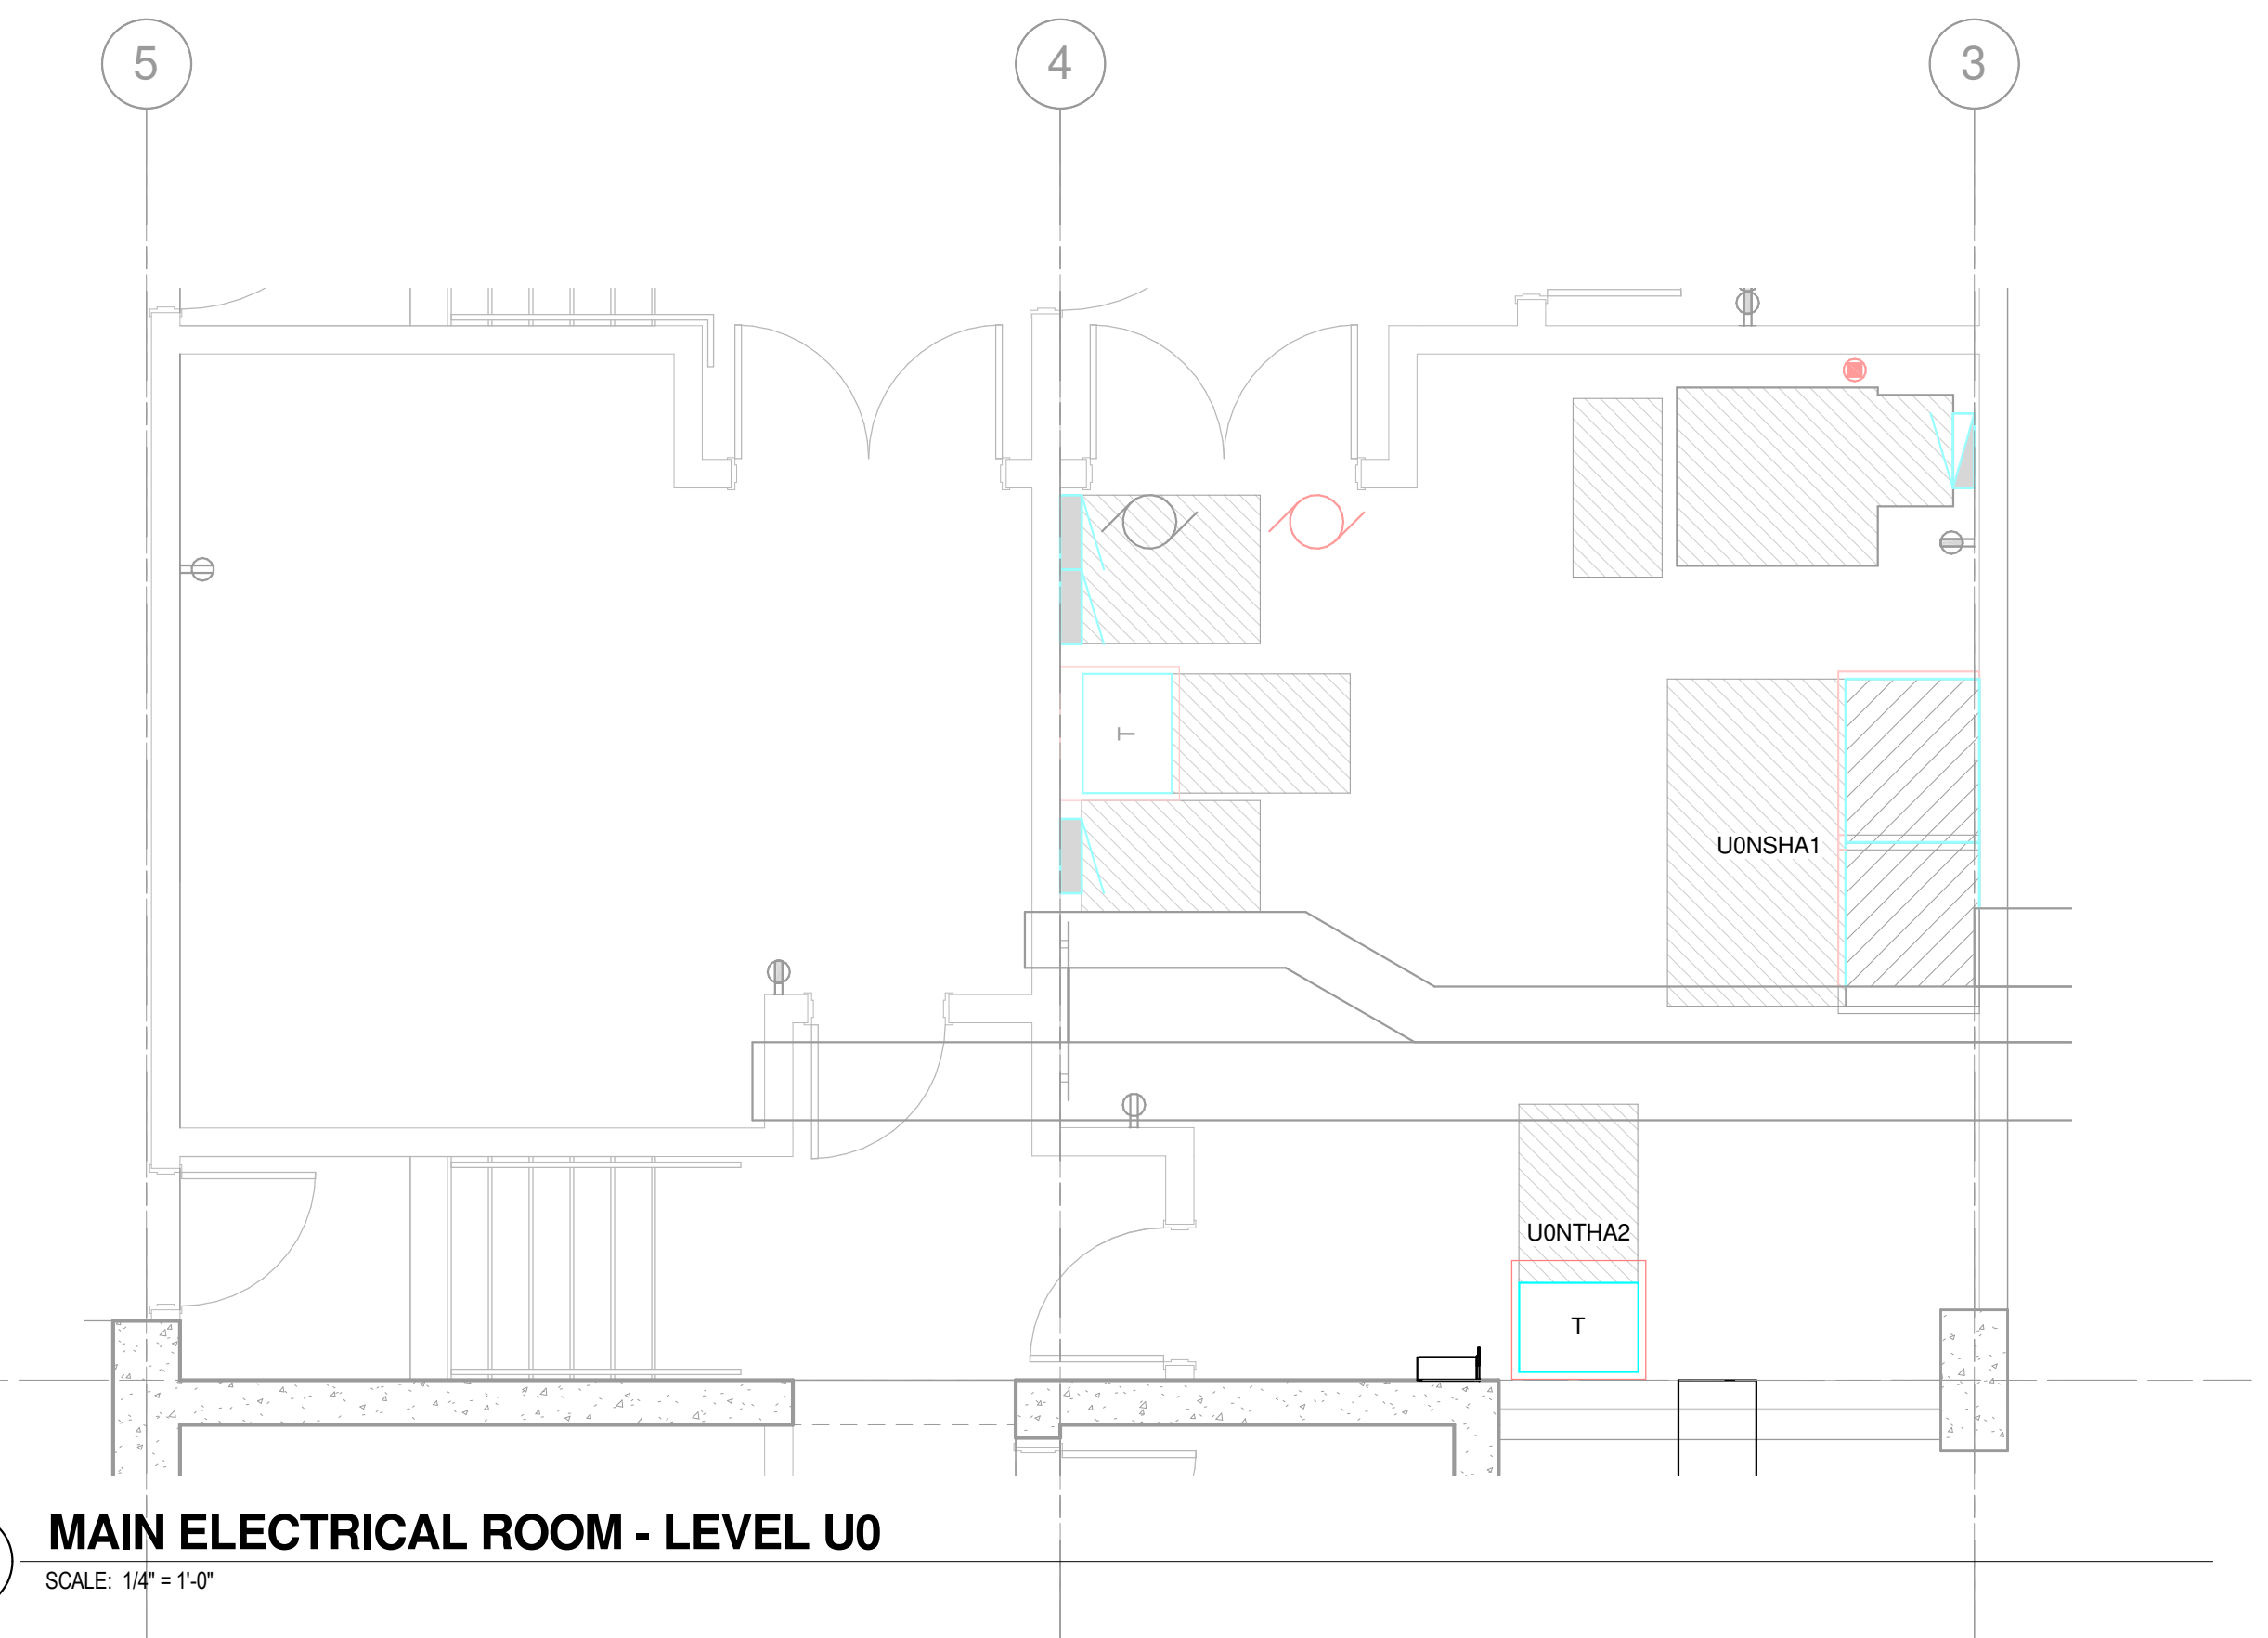 5
4
3
T
U0NSHA1
U0NTHA2
T
MAIN ELECTRICAL ROOM - LEVEL U0
SCALE: 1/4" = 1'-0"